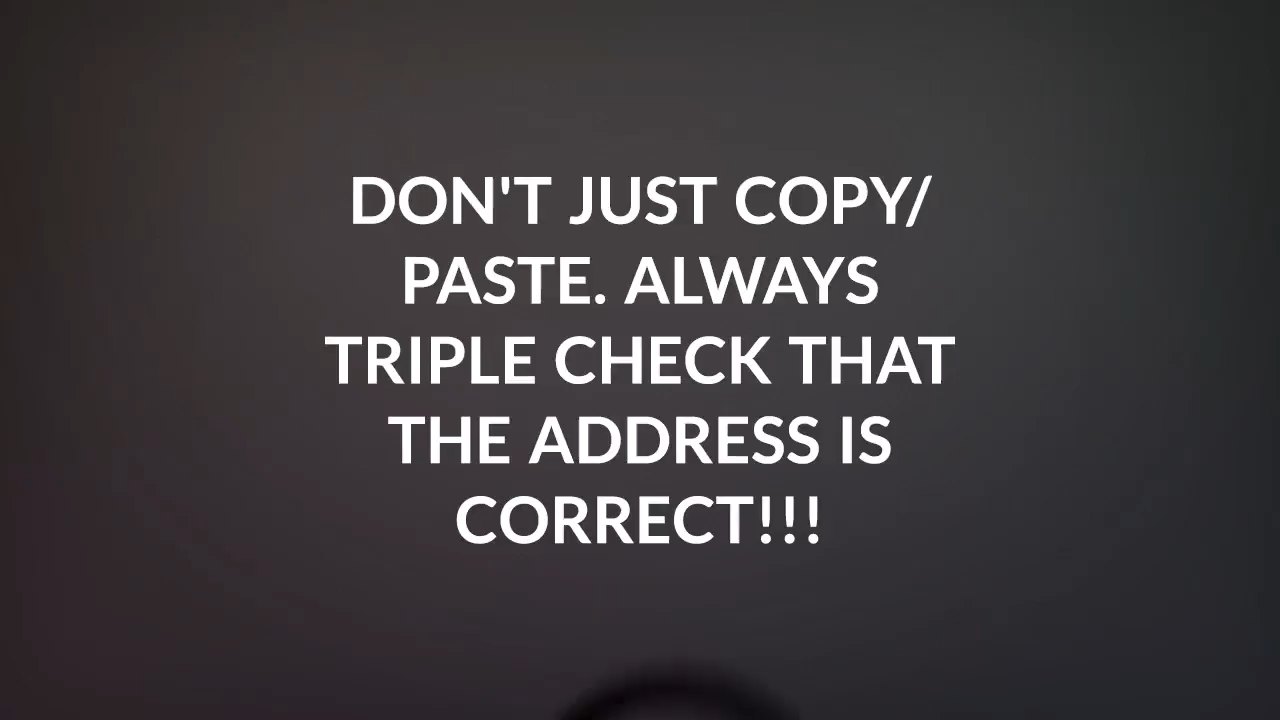 DON'T JUST COPY/
PASTE. ALWAYS
TRIPLE CHECK THAT
THE ADDRESS IS
CORRECT!!!